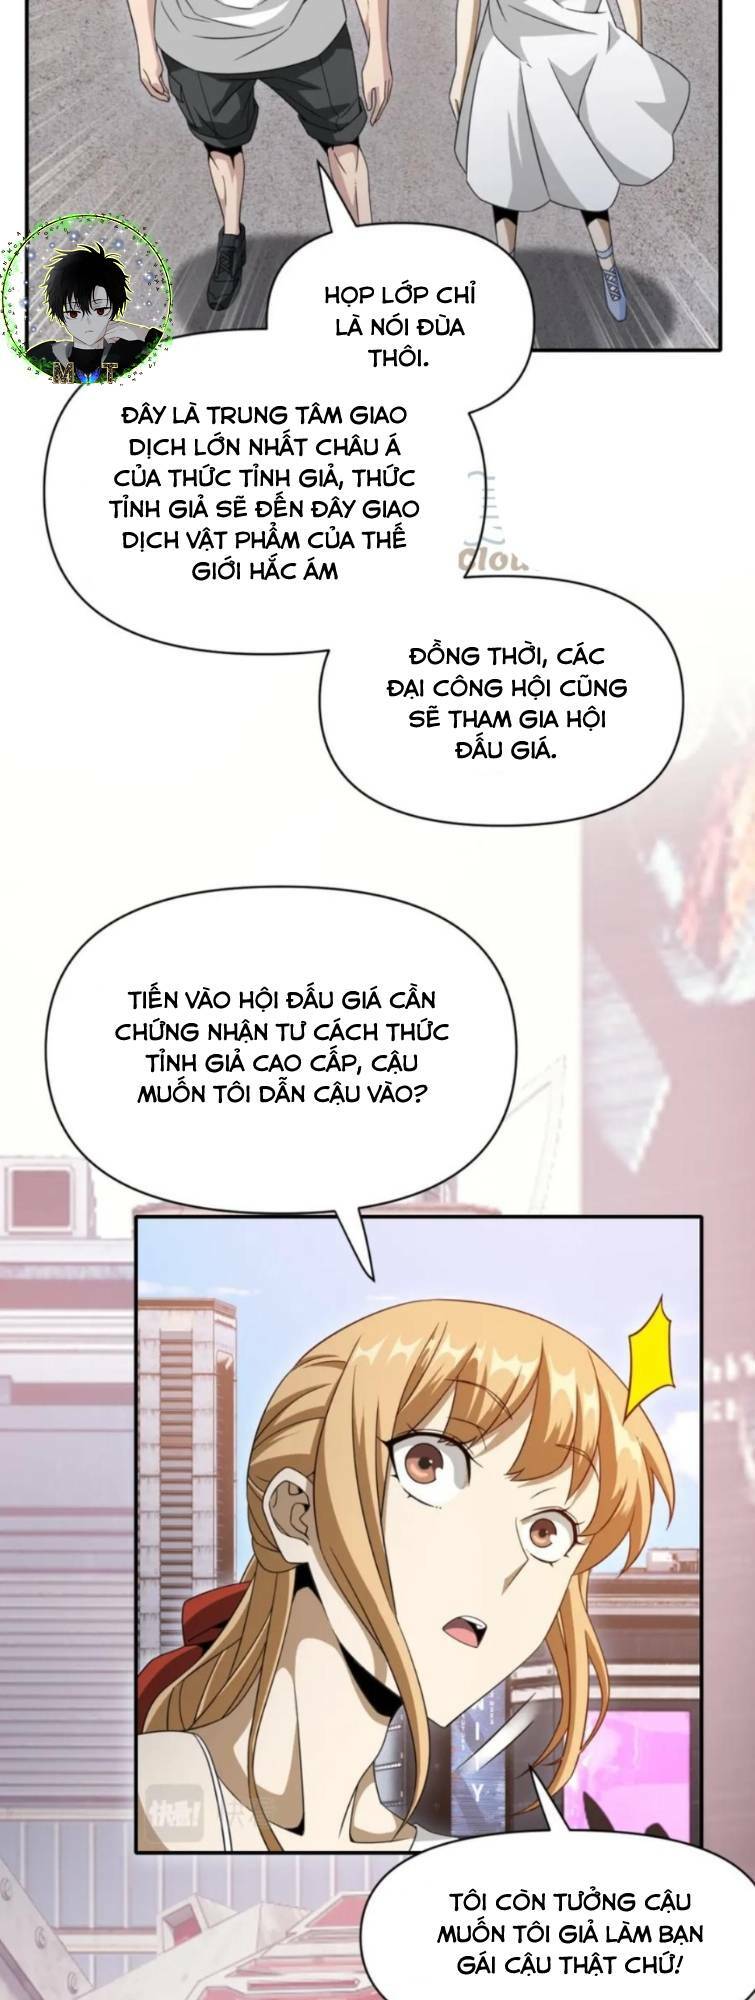 HỌP LỚP CHỈ
LÀ NÓI ĐÙA
THÔI.
M T
ĐÂY LÀ TRUNG TÂM GIAO
DỊCH LỚN NHẤT CHÂU Á
CỦA THỨC TỈNH GIẢ, THỨC
TỈNH GIẢ SẼ ĐẾN ĐÂY GIAO
DỊCH VẬT PHẨM CỦA THẾ
GIỚI HẮC ÁM
Clou
ĐỒNG THỜI, CÁC
ĐẠI CÔNG HỘI CŨNG
SẼ THAM GIA HỘI
ĐẤU GIÁ.
TIẾN VÀO HỘI ĐẤU GIÁ CẦN
CHỨNG NHẬN TƯ CÁCH THỨC
TỈNH GIẢ CAO CẤP, CẬU
MUỐN TÔI DẪN CẬU VÀO?
NITY
快看!
TÔI CÒN TƯỞNG CẬU
MUỐN TÔI GIẢ LÀM BẠN
GÁI CẬU THẬT CHỨ!